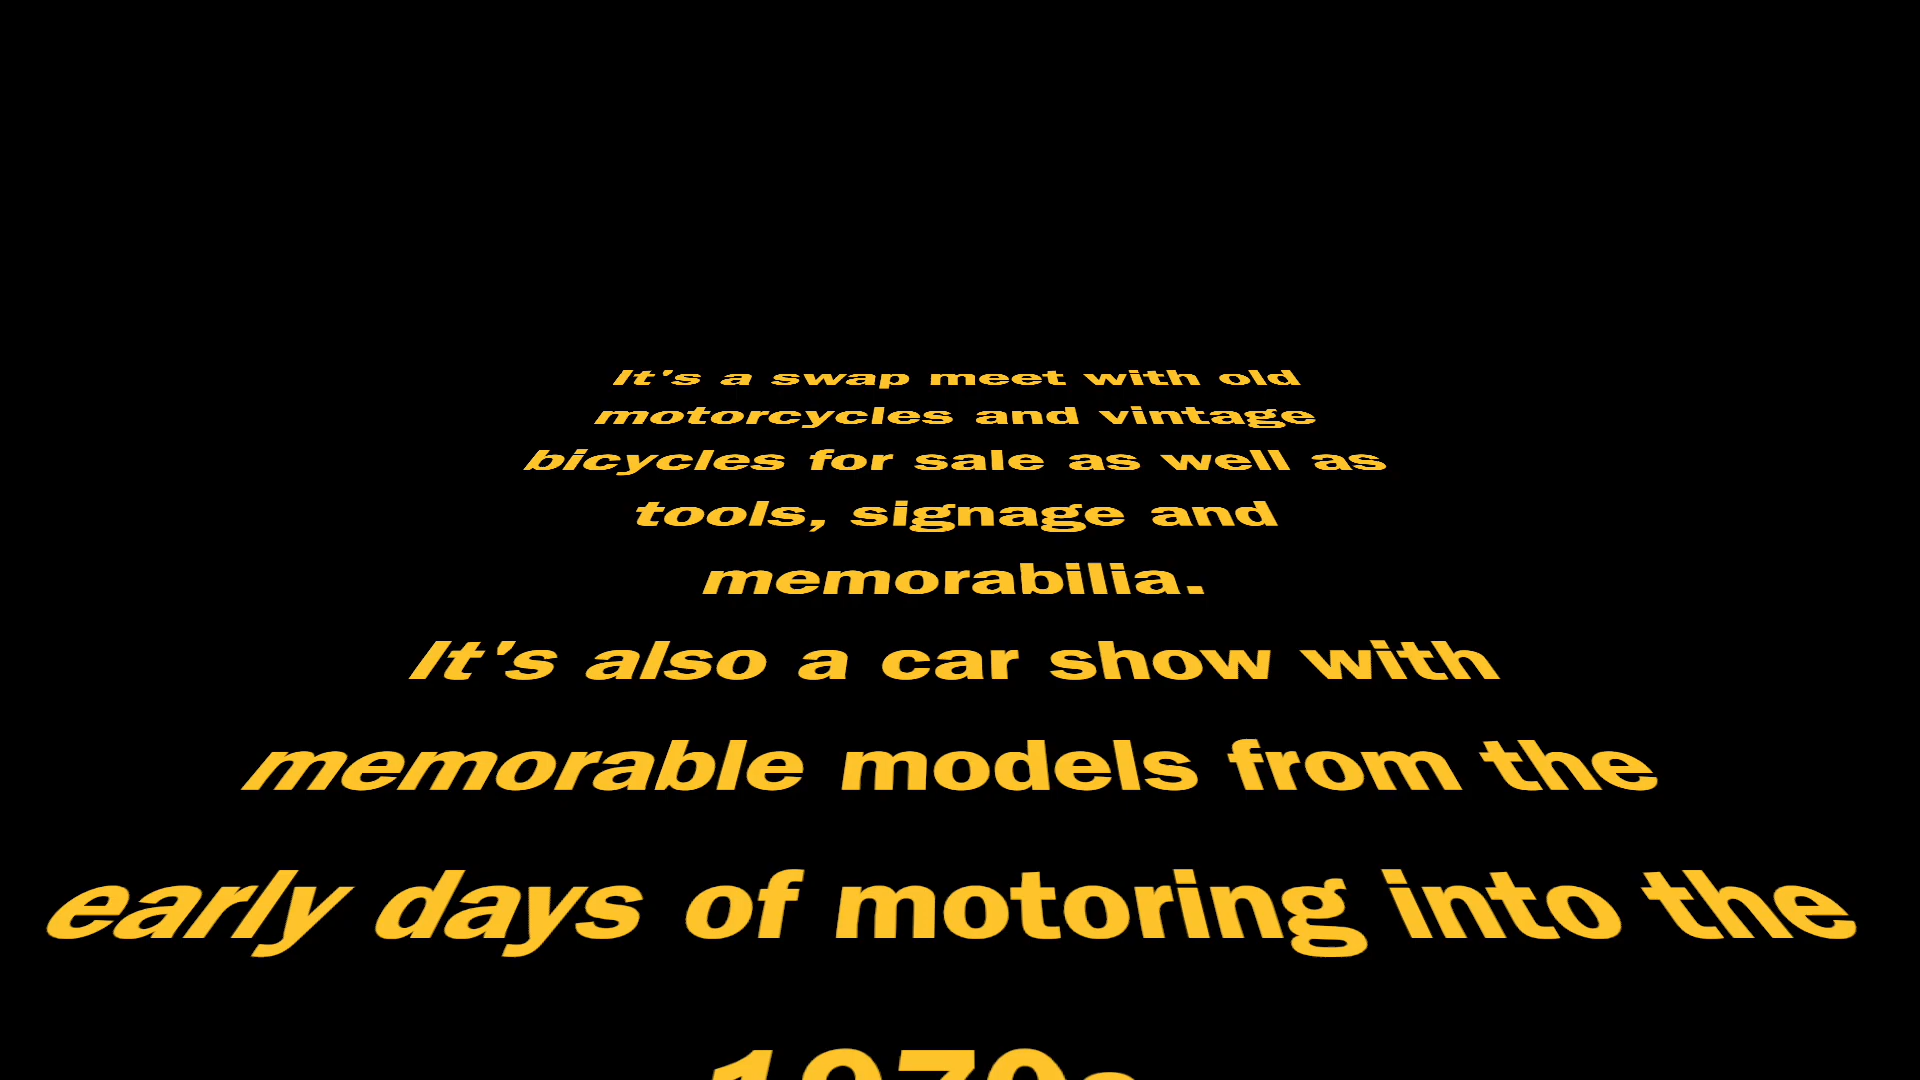 It's a swap meet with old
motorcycles and vintage
bicycles for sale as well as
tools, signage and
memorabilia.
It's also a car show with
memorable models from the
early days of motoring into the
1970s